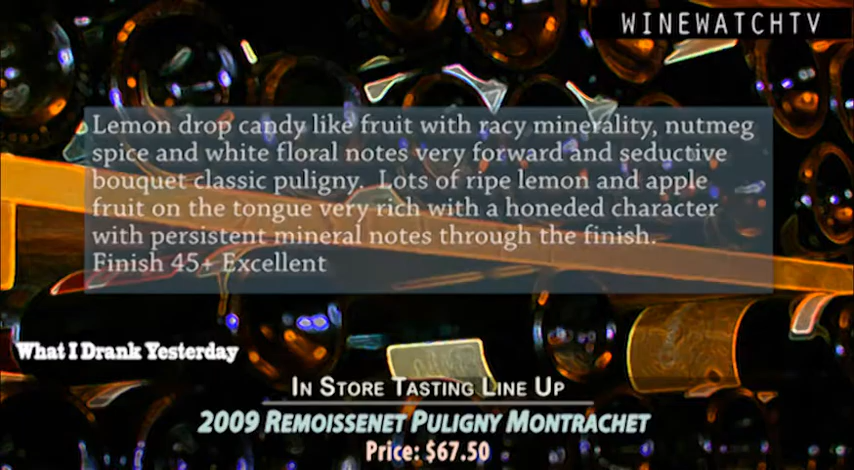 WINEWATCHTV
Lemon drop candy like fruit with racy minerality, nutmeg
spice and white floral notes very forward and seductive
bouquet classic puligny. Lots of ripe lemon and apple
fruit on the tongue very rich with a honeded character
with persistent mineral notes through the finish.
Finish 45+ Excellent
What I Drank Yesterday
In Store Tasting Line Up
2009 Remoissenet Puligny Montrachet
Price: $67.50